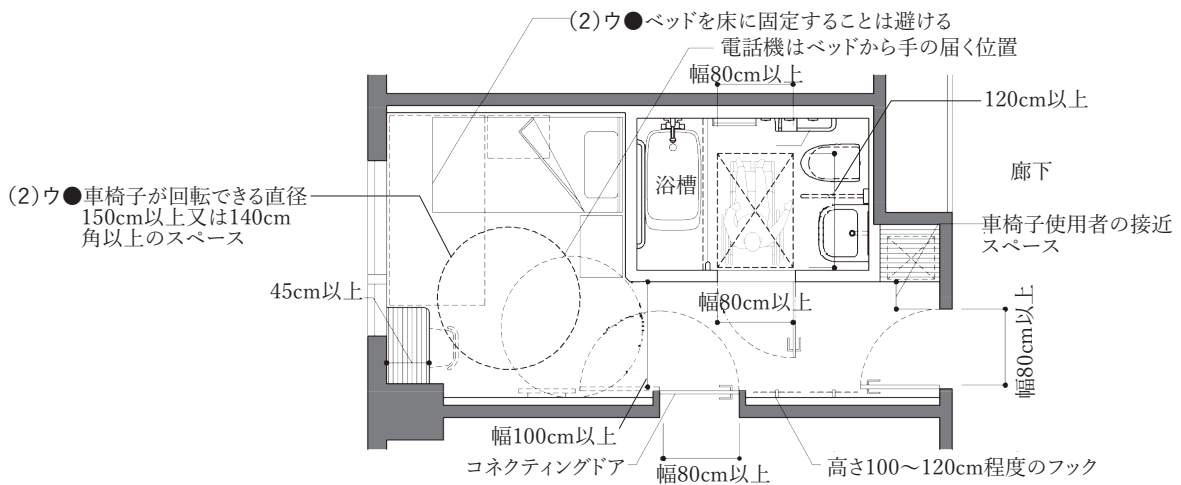 (2)ウ●ベッドを床に固定することは避ける
電話機はベッドから手の届く位置
幅80cm以上
120cm以上
廊下
浴槽
(2)ウ●車椅子が回転できる直径
150cm以上又は140cm
角以上のスペース
車椅子使用者の接近
スペース
45cm以上
幅80cm以上
幅80cm以上
幅100cm以上
コネクティングドア
幅80cm以上
高さ100〜120cm程度のフック